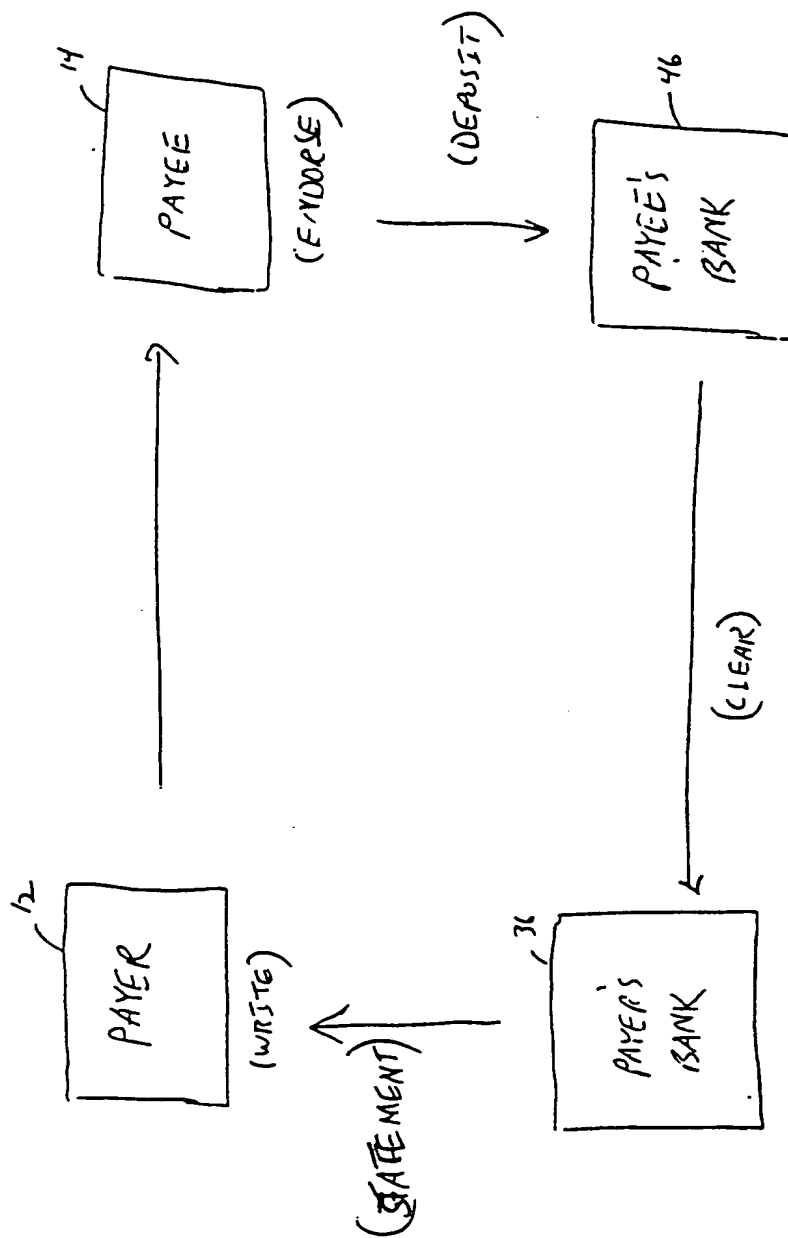 12
PAYER
(WRITE)
14
PAYEE
(ENDORSE)
(DEPOSIT)
46
PAYEE'S
BANK
(CLEAR)
36
PAYER'S
BANK
(STATEMENT)